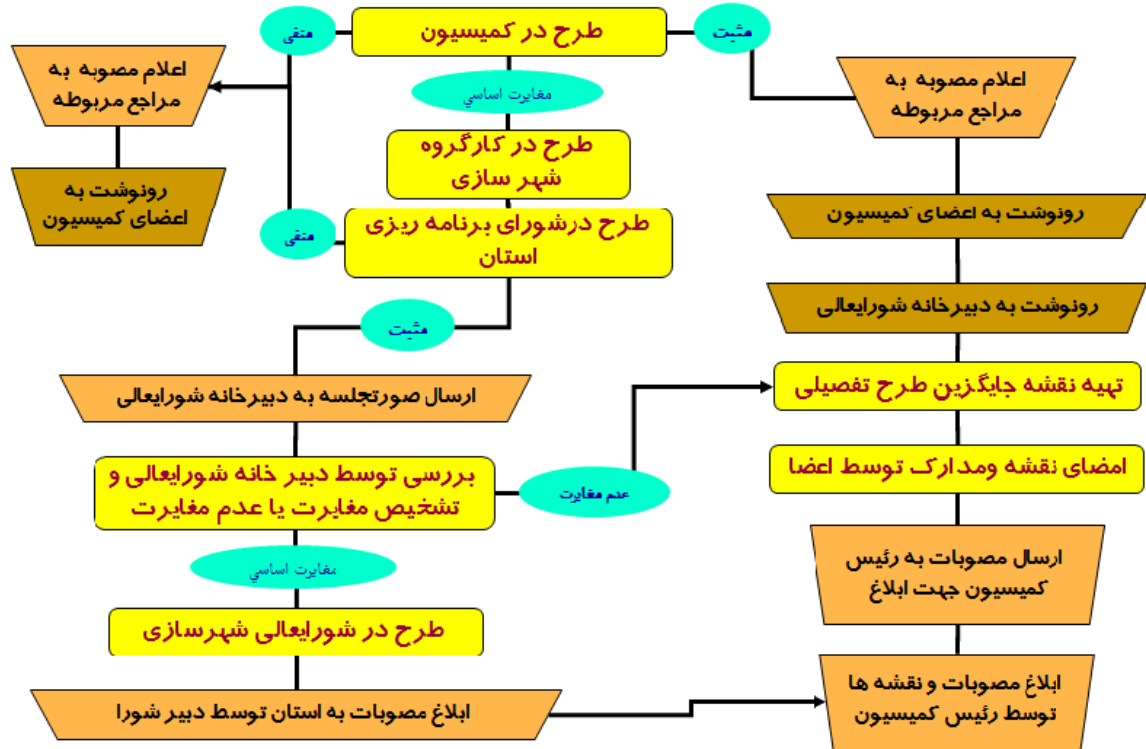 طرح در کمیسیون
مثبت
منفی
اعلام مصوبه به
مراجع مربوطه
رونوشت به اعضای کمیسیون
رونوشت به دبیرخانه شورایعالی
تهیه نقشه جایگزین طرح تفصیلی
امضای نقشه ومدارک توسط اعضا
ارسال مصوبات به رئیس
کمیسیون جهت ابلاغ
ابلاغ مصوبات و نقشه ها
توسط رئیس کمیسیون
مغایرت اساسي
طرح در کارگروه
شهر سازی
طرح درشورای برنامه ریزی
استان
منفی
مثبت
ارسال صورتجلسه به دبیرخانه شورایعالی
بررسی توسط دبیر خانه شورایعالی و
تشخیص مغایرت یا عدم مغایرت
عدم مغایرت
مغایرت اساسي
طرح در شورایعالی شهرسازی
ابلاغ مصوبات به استان توسط دبیر شورا
اعلام مصوبه به
مراجع مربوطه
رونوشت به
اعضای کمیسیون